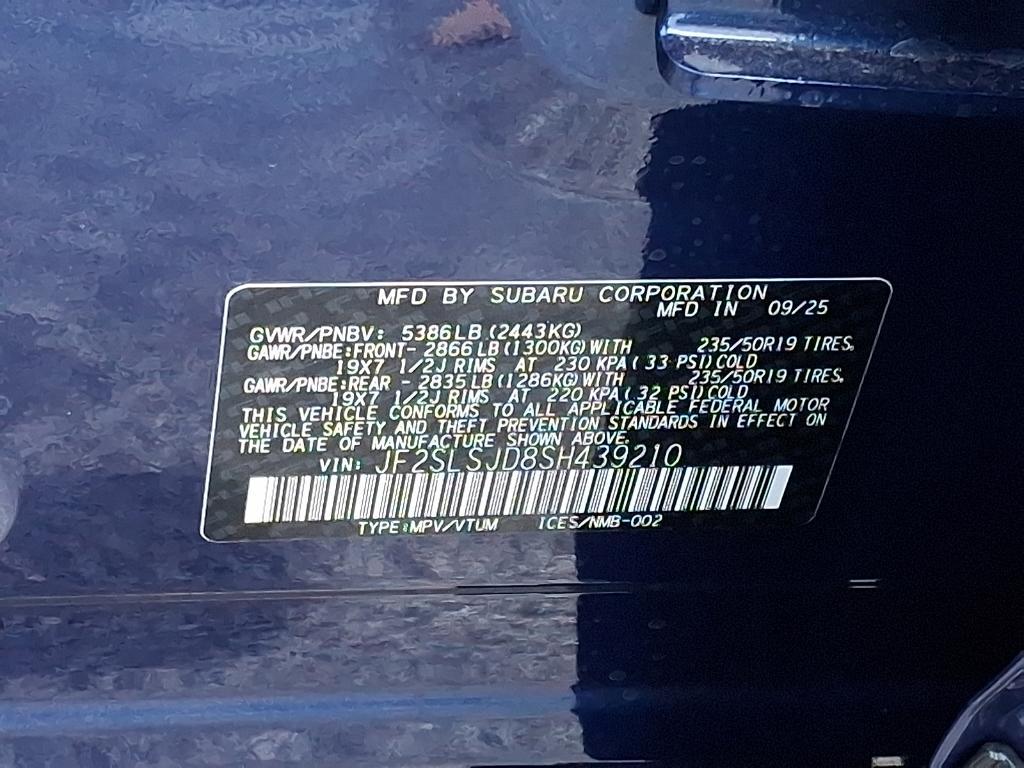 MFD BY SUBARU CORPORATION
MFD IN 09/25
GVWR/PNBV: 5386LB (2443KG)
GAWR/PNBE:FRONT- 2866 LB (1300KG) WITH 235/50R19 TIRES,
19X7 1/2J RIMS AT 230 KPA ( 33 PSI) COLD
GAWR/PNBE:REAR - 2835 LB (1286KG) WITH 235/50R19 TIRES,
19X7 1/2J RIMS AT 220 KPA ( 32 PSI) COLD
THIS VEHICLE CONFORMS TO ALL APPLICABLE FEDERAL MOTOR
VEHICLE SAFETY AND THEFT PREVENTION STANDARDS IN EFFECT ON
THE DATE OF MANUFACTURE SHOWN ABOVE.
VIN: JF2SLSJD8SH439210
TYPE:MPV/VTUM ICES/NMB-002